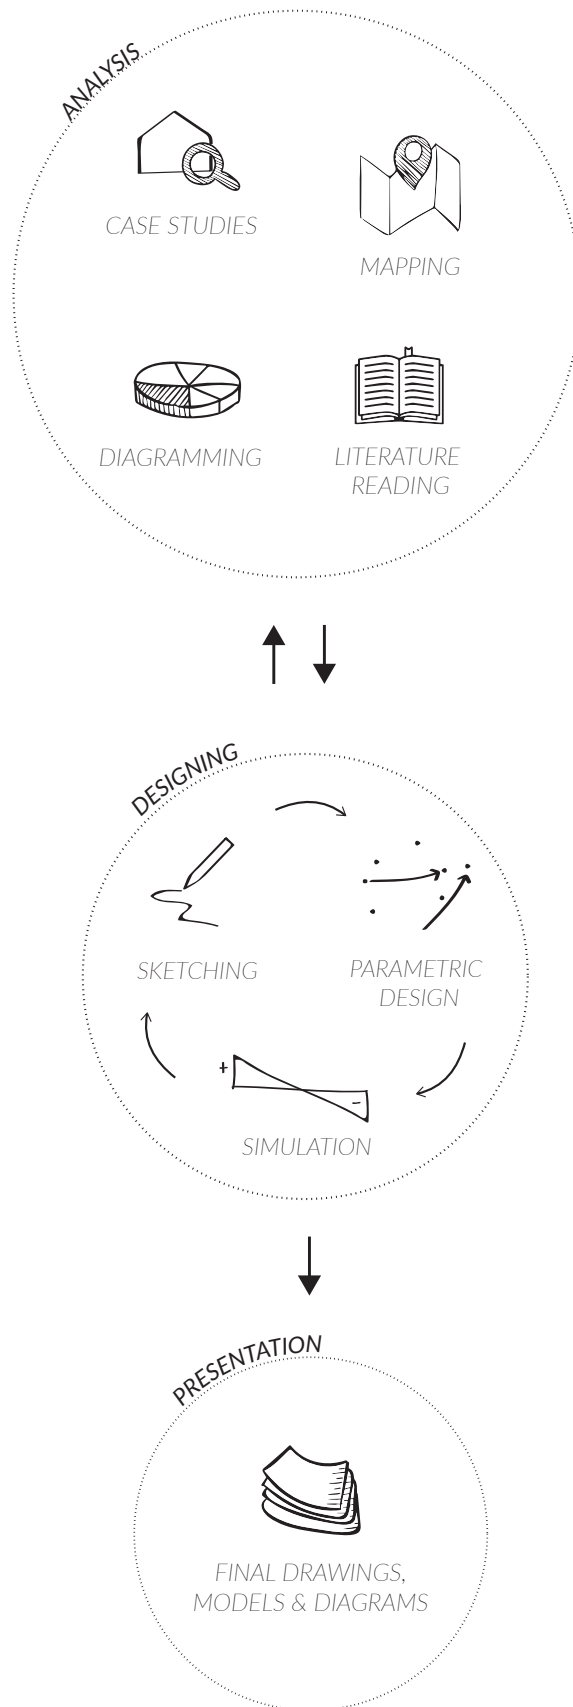 ANALYSIS
CASE STUDIES
MAPPING
DIAGRAMMING
LITERATURE
READING
DESIGNING
SKETCHING
PARAMETRIC
DESIGN
+
-
SIMULATION
PRESENTATION
FINAL DRAWINGS,
MODELS & DIAGRAMS